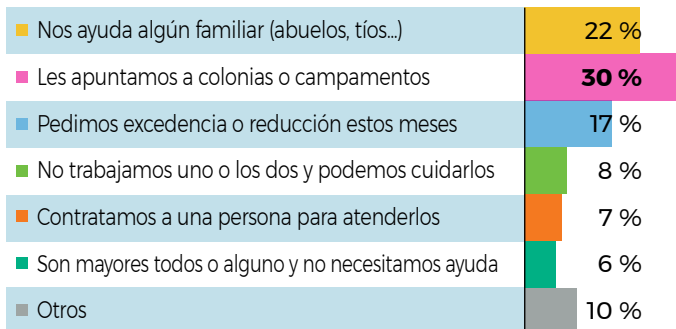 Nos ayuda algún familiar (abuelos, tíos...) 22 %
Les apuntamos a colonias o campamentos 30 %
Pedimos excedencia o reducción estos meses 17 %
No trabajamos uno o los dos y podemos cuidarlos 8 %
Contratamos a una persona para atenderlos 7 %
Son mayores todos o alguno y no necesitamos ayuda 6 %
Otros 10 %